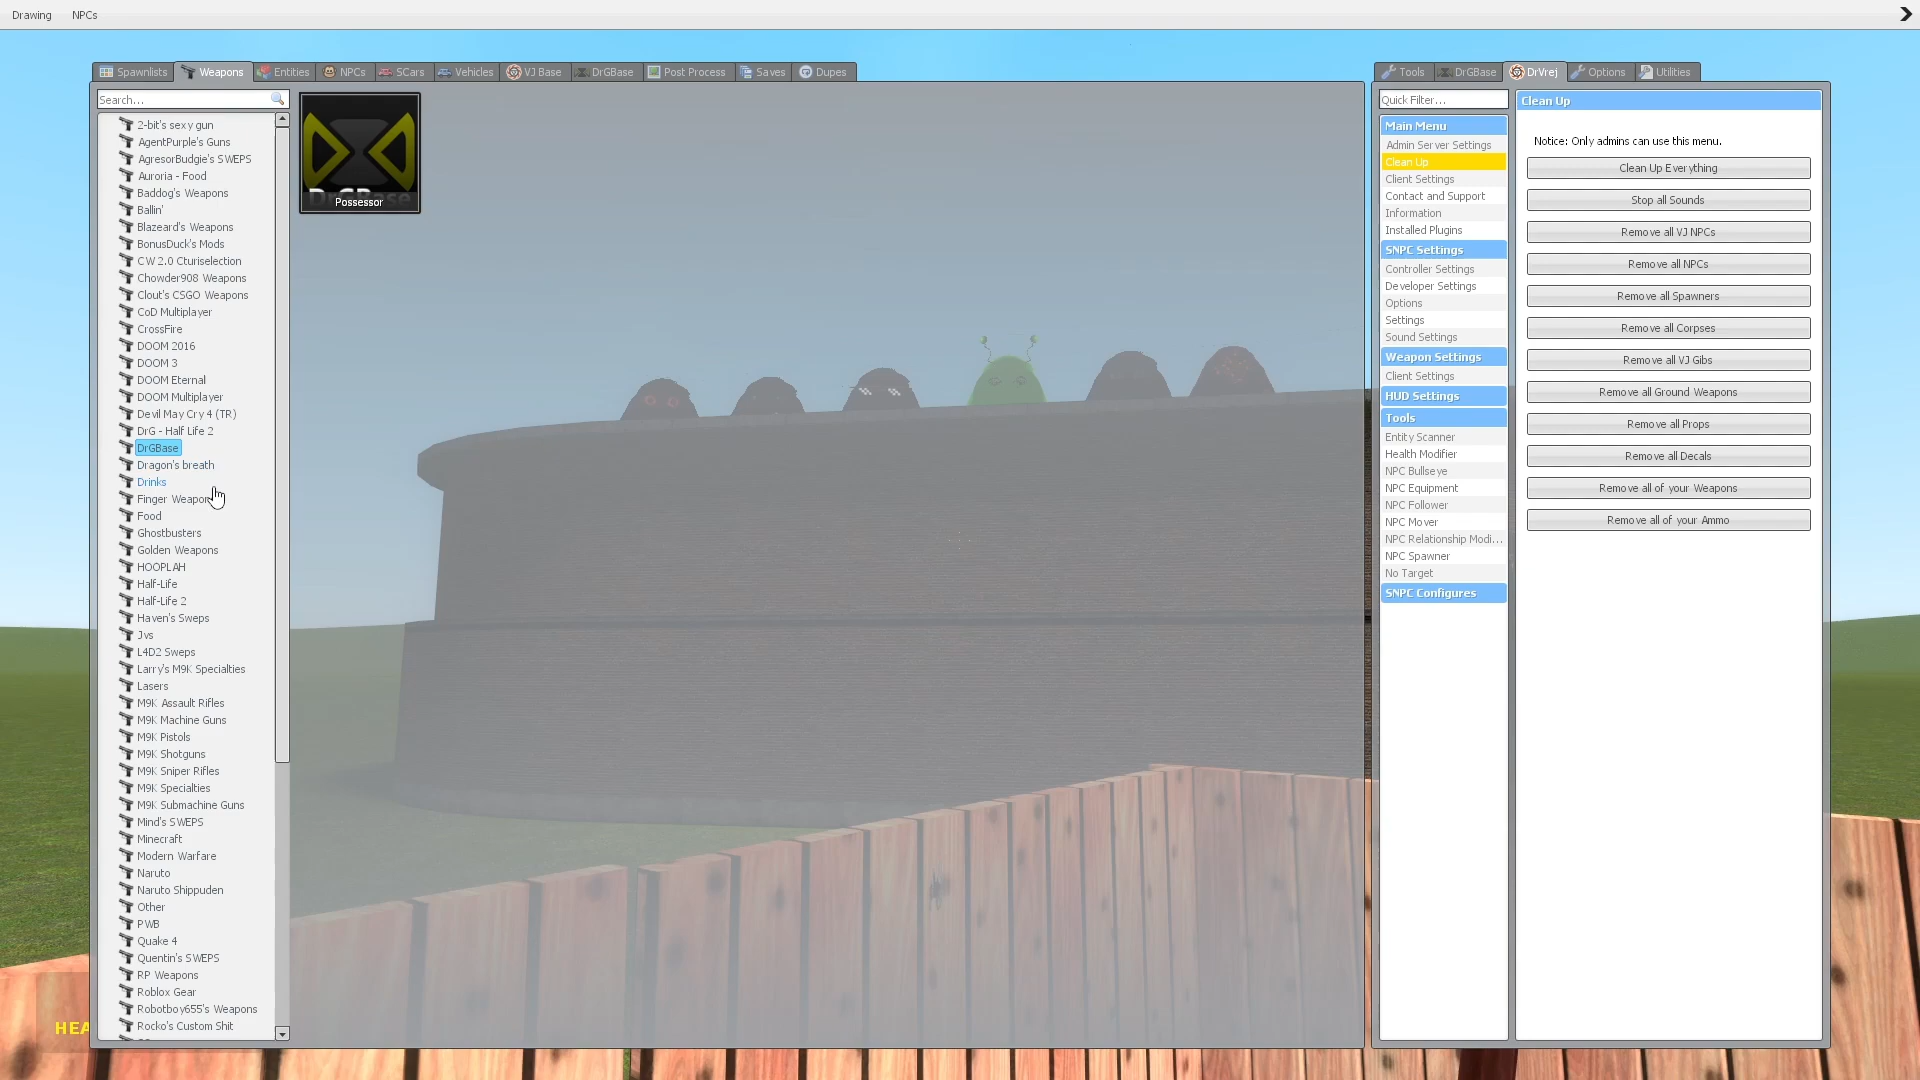 Drawing NPCs
Spawnlists Weapons Entities NPCs SCars Vehicles VJ Base DrGBase Post Process Saves Dupes
Search...
2-bit's sexy gun
AgentPurple's Guns
AgresorBudgie's SWEPS
Auroria - Food
Baddog's Weapons
Ballin'
Blazeard's Weapons
BonusDuck's Mods
CW 2.0 Cturiselection
Chowder908 Weapons
Clout's CSGO Weapons
CoD Multiplayer
CrossFire
DOOM 2016
DOOM 3
DOOM Eternal
DOOM Multiplayer
Devil May Cry 4 (TR)
DrG - Half Life 2
DrGBase
Dragon's breath
Drinks
Finger Weapon
Food
Ghostbusters
Golden Weapons
HOOPLAH
Half-Life
Half-Life 2
Haven's Sweps
Jvs
L4D2 Sweps
Larry's M9K Specialties
Lasers
M9K Assault Rifles
M9K Machine Guns
M9K Pistols
M9K Shotguns
M9K Sniper Rifles
M9K Specialties
M9K Submachine Guns
Mind's SWEPS
Minecraft
Modern Warfare
Naruto
Naruto Shippuden
Other
PWB
Quake 4
Quentin's SWEPS
RP Weapons
Roblox Gear
Robotboy655's Weapons
Rocko's Custom Shit
DrGBase
Possessor
HEA
Tools DrGBase DrVrej Options Utilities
Quick Filter...
Main Menu
Admin Server Settings
Clean Up
Client Settings
Contact and Support
Information
Installed Plugins
SNPC Settings
Controller Settings
Developer Settings
Options
Settings
Sound Settings
Weapon Settings
Client Settings
HUD Settings
Tools
Entity Scanner
Health Modifier
NPC Bullseye
NPC Equipment
NPC Follower
NPC Mover
NPC Relationship Modi...
NPC Spawner
No Target
SNPC Configures
Clean Up
Notice: Only admins can use this menu.
Clean Up Everything
Stop all Sounds
Remove all VJ NPCs
Remove all NPCs
Remove all Spawners
Remove all Corpses
Remove all VJ Gibs
Remove all Ground Weapons
Remove all Props
Remove all Decals
Remove all of your Weapons
Remove all of your Ammo